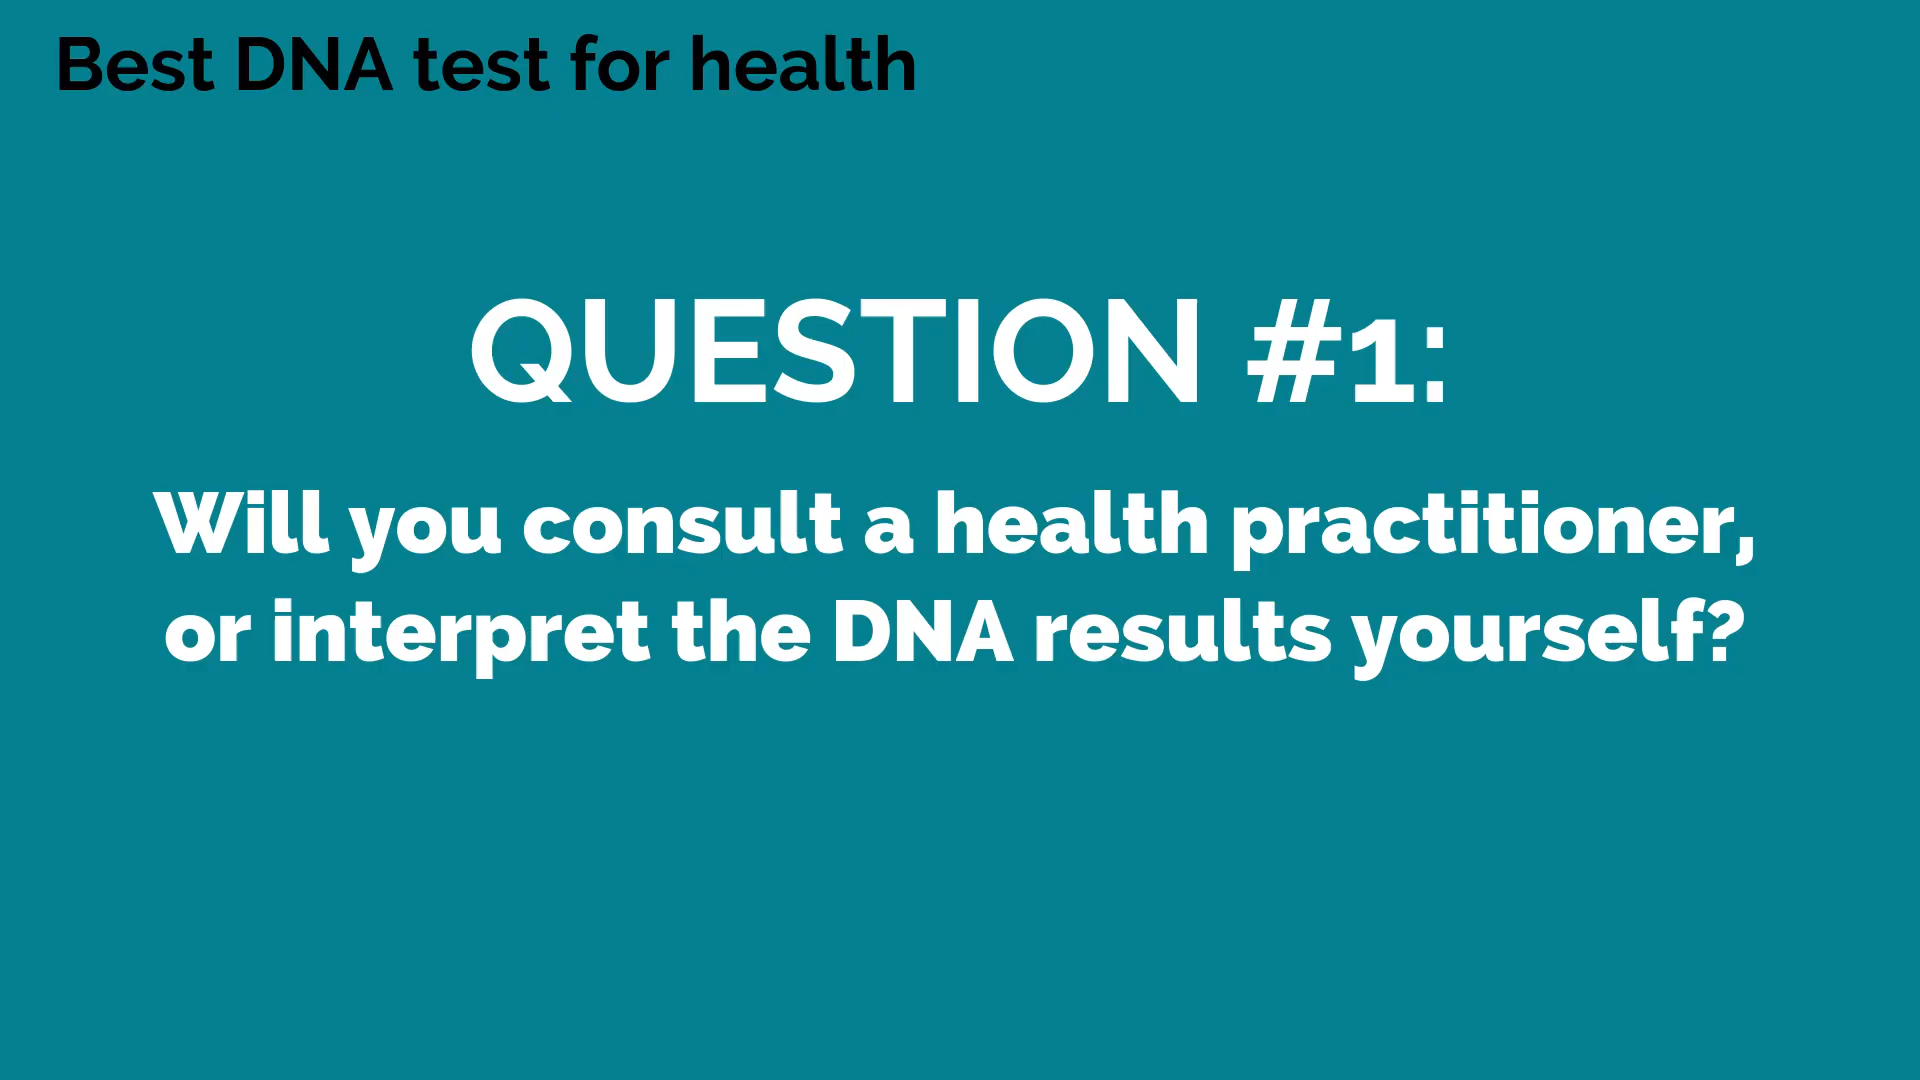 Best DNA test for health
QUESTION #1:
Will you consult a health practitioner,
or interpret the DNA results yourself?